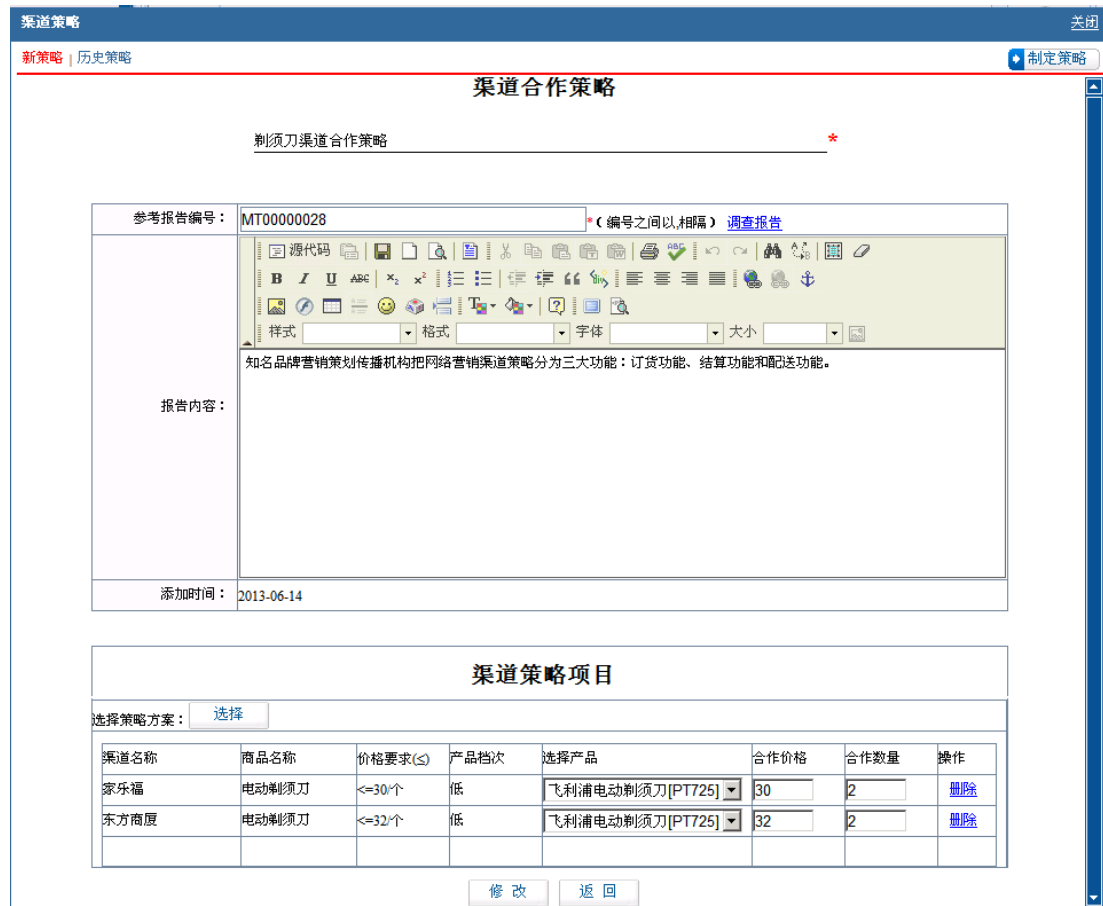 渠道策略 关闭
新策略 | 历史策略 制定策略
渠道合作策略
剃须刀渠道合作策略 *
参考报告编号： MT00000028 *（编号之间以,相隔） 调查报告
源代码
B I U ABC ×₂ ×²
样式 格式 字体 大小
报告内容： 知名品牌营销策划传播机构把网络营销渠道策略分为三大功能：订货功能、结算功能和配送功能。
添加时间： 2013-06-14
渠道策略项目
选择策略方案： 选择
渠道名称 商品名称 价格要求(≤) 产品档次 选择产品 合作价格 合作数量 操作
家乐福 电动剃须刀 <=30/个 低 飞利浦电动剃须刀[PT725] 30 2 删除
东方商厦 电动剃须刀 <=32/个 低 飞利浦电动剃须刀[PT725] 32 2 删除
修 改 返 回